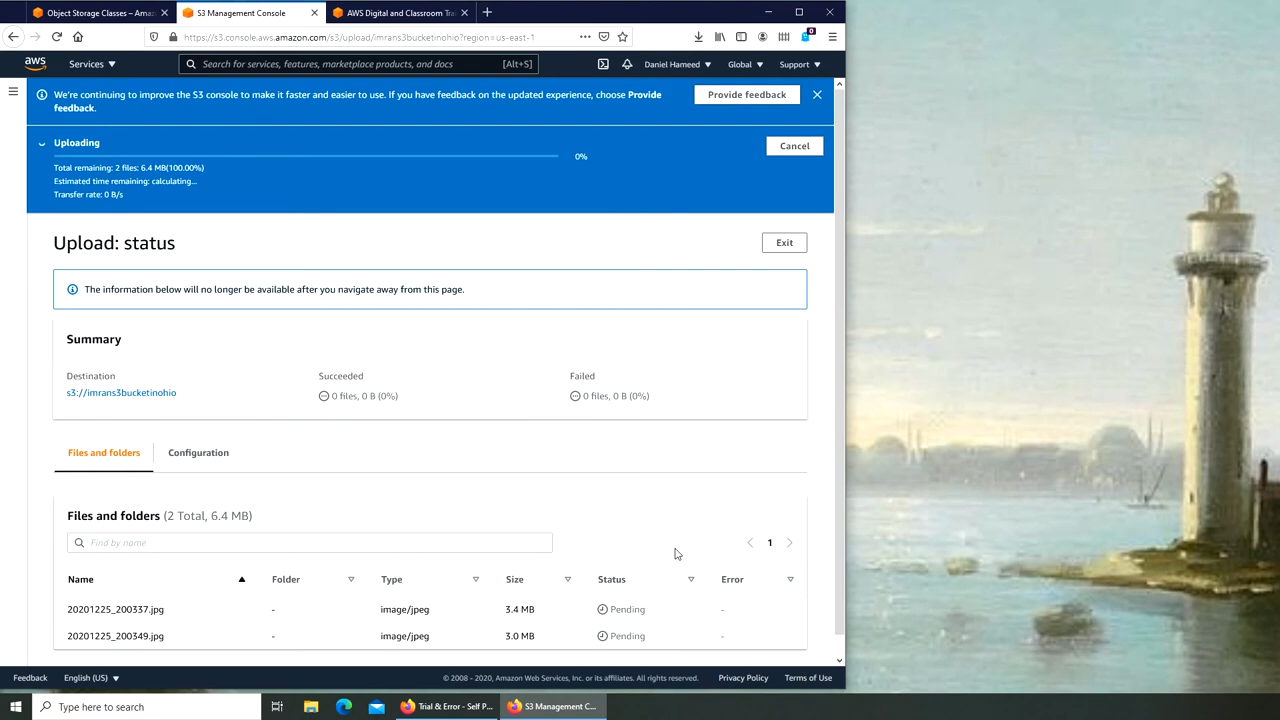 Object Storage Classes – Amaz
S3 Management Console
AWS Digital and Classroom Trai
https://s3.console.aws.amazon.com/s3/upload/imrans3bucketinohio?region=us-east-1
0
aws
Services
Search for services, features, marketplace products, and docs
[Alt+S]
Daniel Hameed
Global
Support
We're continuing to improve the S3 console to make it faster and easier to use. If you have feedback on the updated experience, choose Provide
feedback.
Provide feedback
Uploading
0%
Cancel
Total remaining: 2 files: 6.4 MB(100.00%)
Estimated time remaining: calculating...
Transfer rate: 0 B/s
Upload: status
Exit
The information below will no longer be available after you navigate away from this page.
Summary
Destination
Succeeded
Failed
s3://imrans3bucketinohio
0 files, 0 B (0%)
0 files, 0 B (0%)
Files and folders
Configuration
Files and folders (2 Total, 6.4 MB)
Find by name
1
Name Folder Type Size Status Error
20201225_200337.jpg - image/jpeg 3.4 MB Pending -
20201225_200349.jpg - image/jpeg 3.0 MB Pending -
Feedback
English (US)
© 2008 - 2020, Amazon Web Services, Inc. or its affiliates. All rights reserved.
Privacy Policy
Terms of Use
Type here to search
Trial & Error - Self P...
S3 Management C...